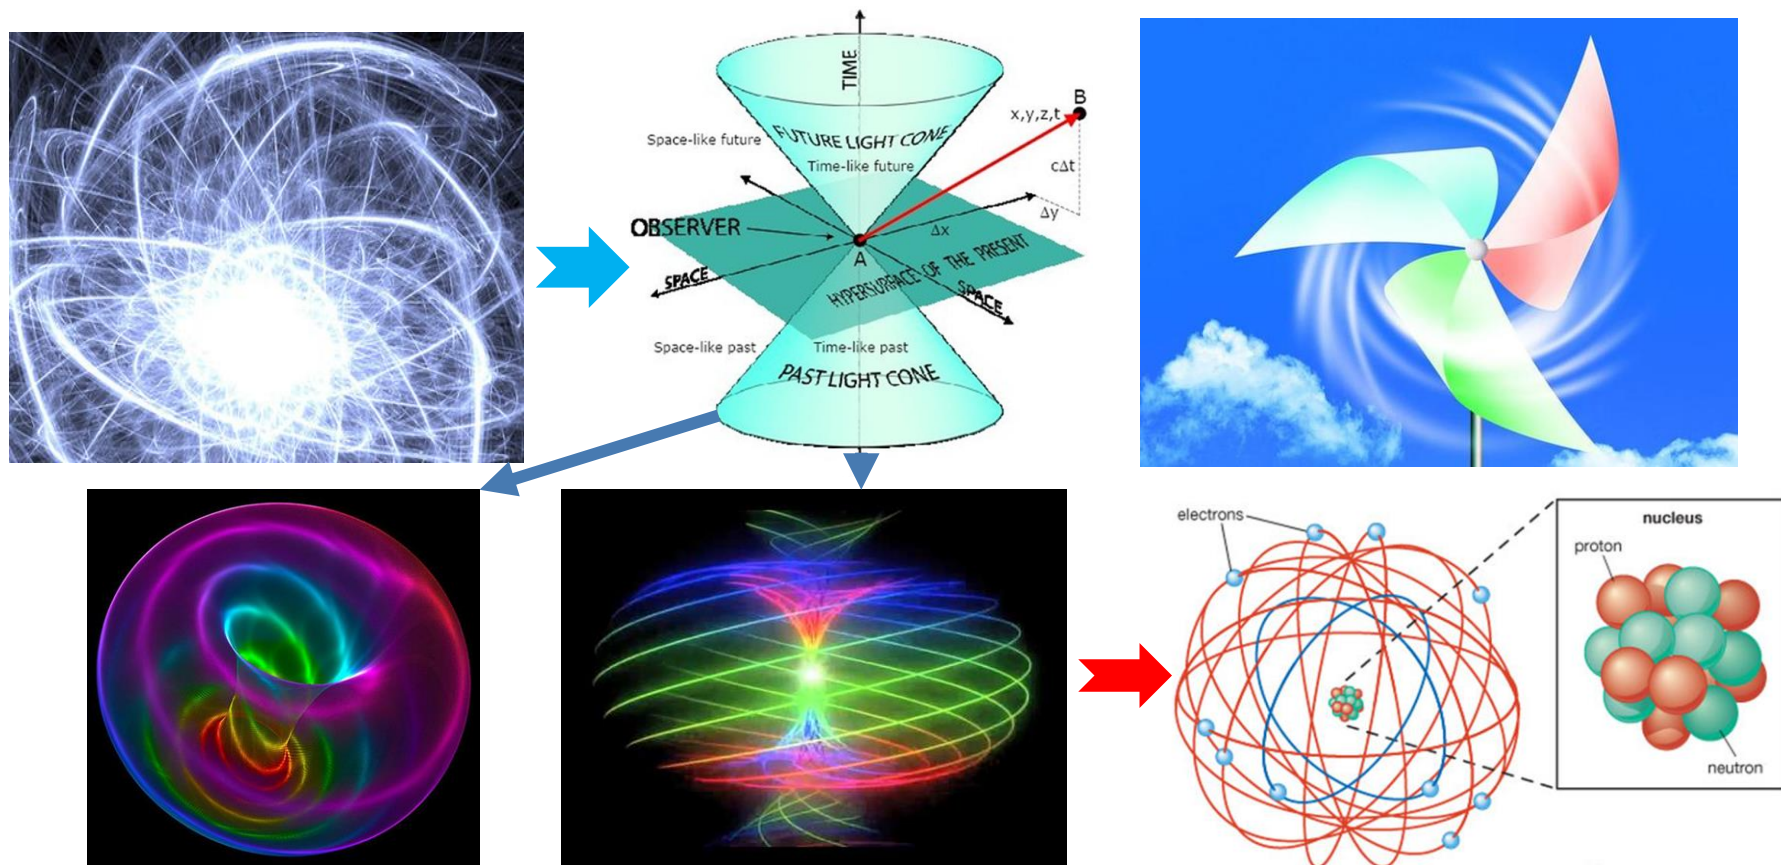 TIME
B
x,y,z,t
FUTURE LIGHT CONE
Space-like future
Time-like future
cΔt
Δy
OBSERVER
Δx
A
SPACE
HYPERSURFACE OF THE PRESENT
SPACE
Space-like past
Time-like past
PAST LIGHT CONE
electrons
nucleus
proton
neutron